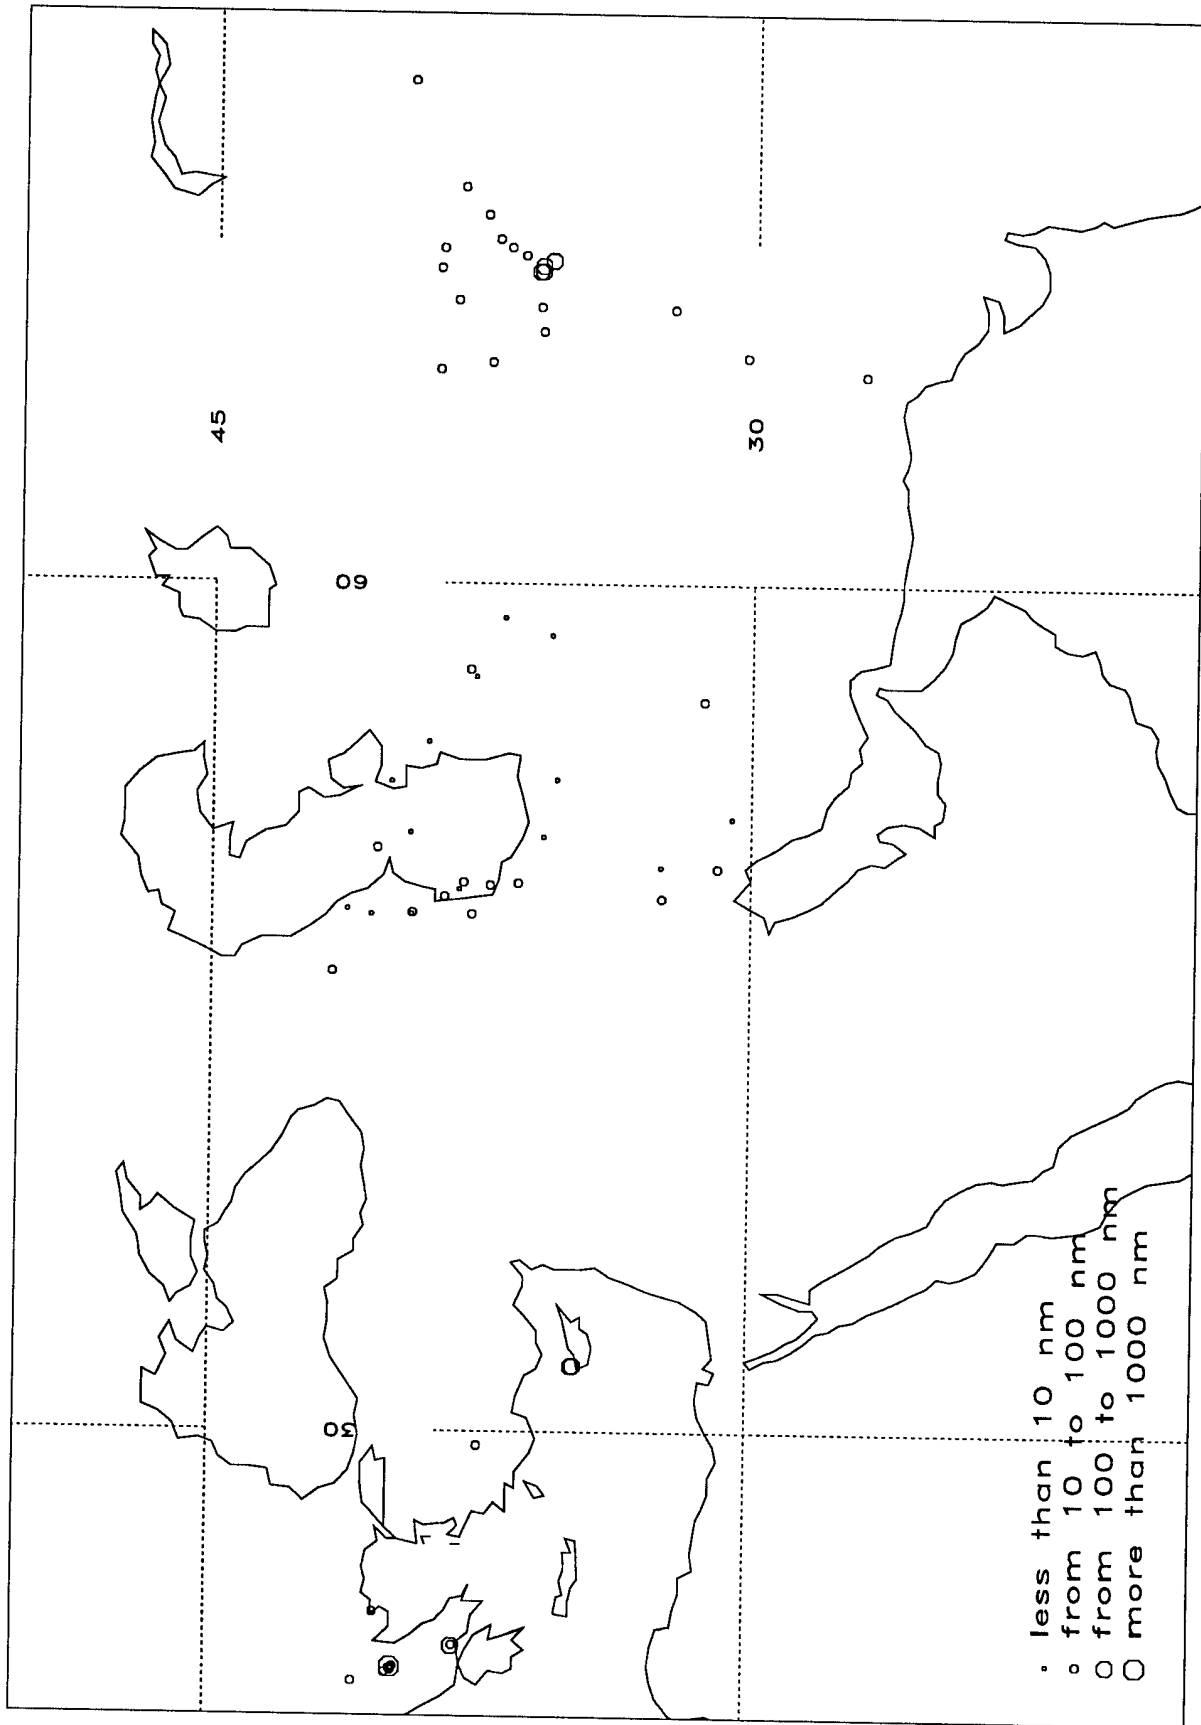 45
30
60
30
less than 10 nm
from 10 to 100 nm
from 100 to 1000 nm
more than 1000 nm